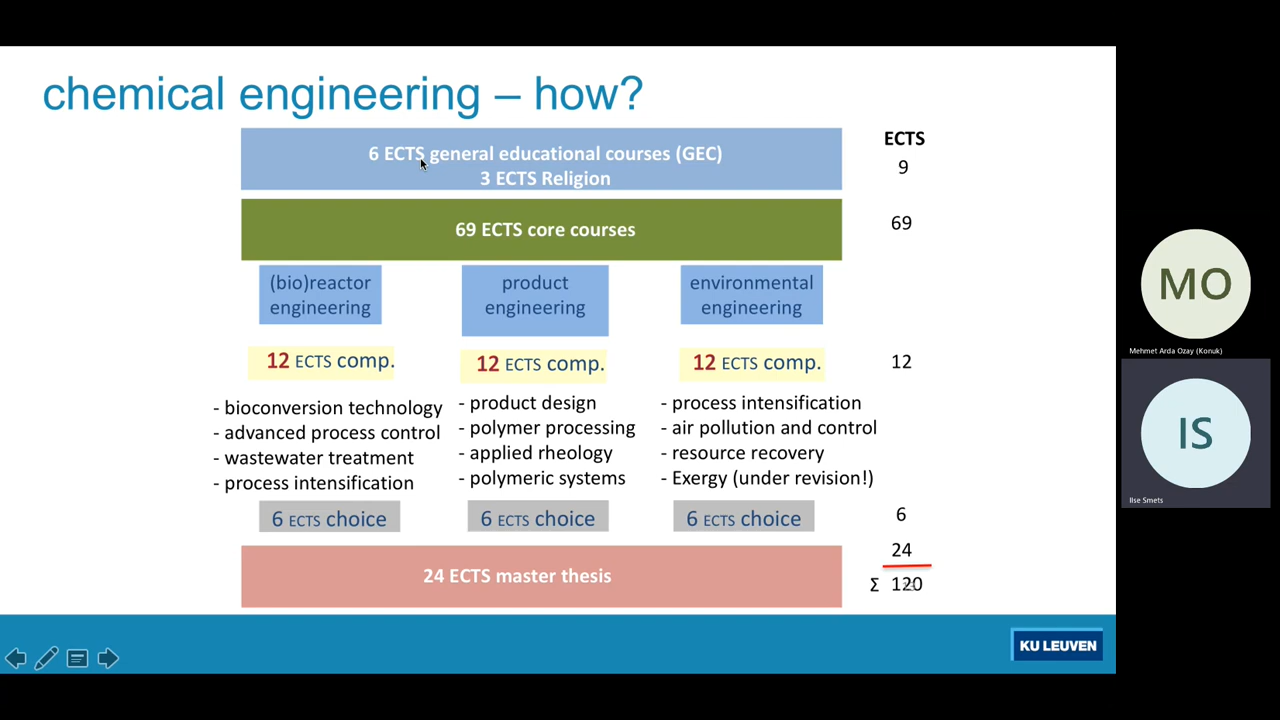 chemical engineering – how?
6 ECTS general educational courses (GEC)
3 ECTS Religion
ECTS
9
69 ECTS core courses
69
(bio)reactor
engineering
product
engineering
environmental
engineering
12 ECTS comp.
12 ECTS comp.
12 ECTS comp.
12
- bioconversion technology
- advanced process control
- wastewater treatment
- process intensification
- product design
- polymer processing
- applied rheology
- polymeric systems
- process intensification
- air pollution and control
- resource recovery
- Exergy (under revision!)
6 ECTS choice
6 ECTS choice
6 ECTS choice
6
24 ECTS master thesis
24
Σ 120
KU LEUVEN
MO
Mehmet Arda Ozay (Konuk)
IS
Ilse Smets